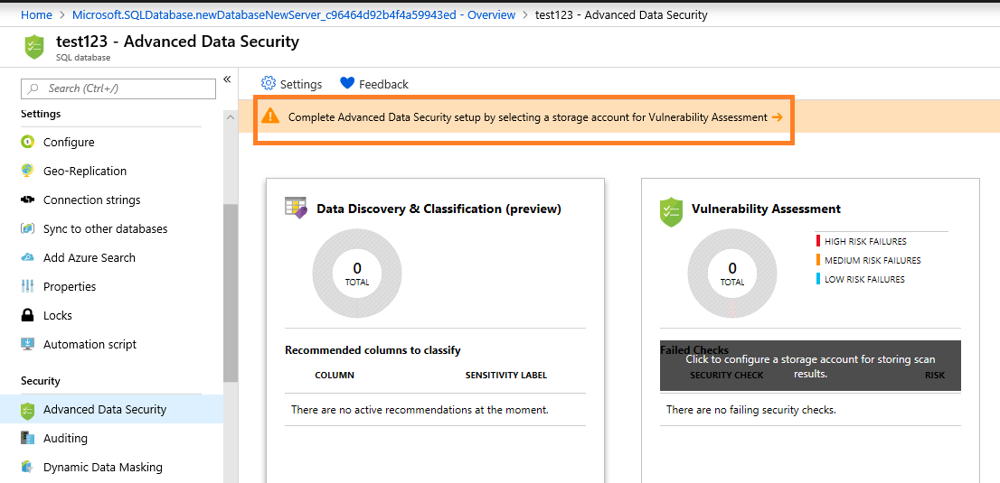 Home > Microsoft.SQLDatabase.newDatabaseNewServer_c96464d92b4f4a59943ed - Overview > test123 - Advanced Data Security
test123 - Advanced Data Security
SQL database
Search (Ctrl+/)
«
Settings
Configure
Geo-Replication
Connection strings
Sync to other databases
Add Azure Search
Properties
Locks
Automation script
Security
Advanced Data Security
Auditing
Dynamic Data Masking
Settings
Feedback
Complete Advanced Data Security setup by selecting a storage account for Vulnerability Assessment →
Data Discovery & Classification (preview)
0
TOTAL
Recommended columns to classify
COLUMN SENSITIVITY LABEL
There are no active recommendations at the moment.
Vulnerability Assessment
0
TOTAL
HIGH RISK FAILURES
MEDIUM RISK FAILURES
LOW RISK FAILURES
Failed Checks
Click to configure a storage account for storing scan
results.
SECURITY CHECK RISK
There are no failing security checks.